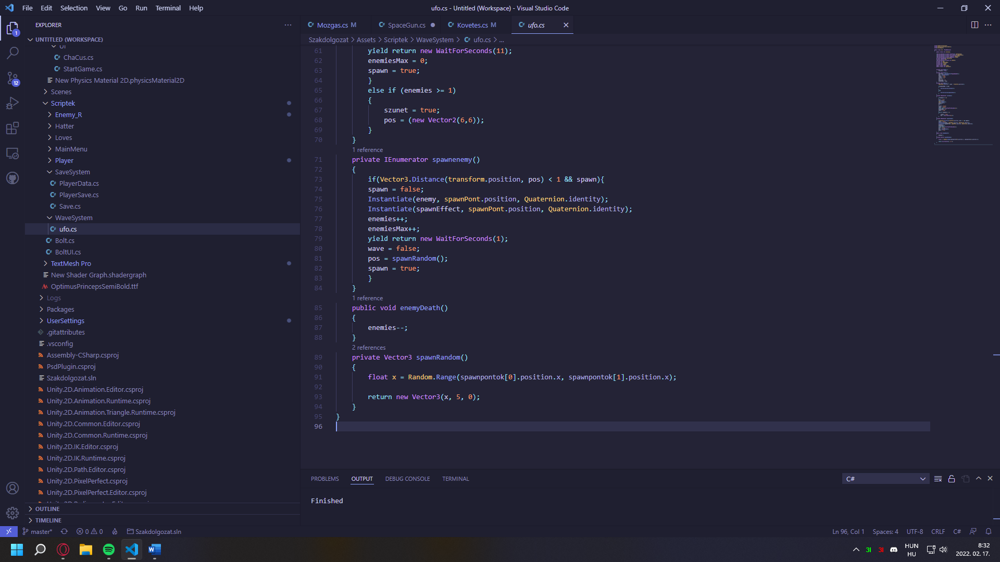 File Edit Selection View Go Run Terminal Help
ufo.cs - Untitled (Workspace) - Visual Studio Code
EXPLORER
UNTITLED (WORKSPACE)
UI
ChaCus.cs
StartGame.cs
New Physics Material 2D.physicsMaterial2D
Scenes
Scriptek
Enemy_R
Hatter
Loves
MainMenu
Player
SaveSystem
PlayerData.cs
PlayerSave.cs
Save.cs
WaveSystem
ufo.cs
Bolt.cs
BoltUI.cs
TextMesh Pro
New Shader Graph.shadergraph
OptimusPrincepsSemiBold.ttf
Logs
Packages
UserSettings
.gitattributes
.vsconfig
Assembly-CSharp.csproj
PsdPlugin.csproj
Szakdolgozat.sln
Unity.2D.Animation.Editor.csproj
Unity.2D.Animation.Runtime.csproj
Unity.2D.Animation.Triangle.Runtime.csproj
Unity.2D.Common.Editor.csproj
Unity.2D.Common.Runtime.csproj
Unity.2D.IK.Editor.csproj
Unity.2D.IK.Runtime.csproj
Unity.2D.Path.Editor.csproj
Unity.2D.PixelPerfect.csproj
Unity.2D.PixelPerfect.Editor.csproj
OUTLINE
TIMELINE
1
12
Mozgas.cs M
SpaceGun.cs
Kovetes.cs M
ufo.cs
Szakdolgozat > Assets > Scriptek > WaveSystem > ufo.cs > ...
61 yield return new WaitForSeconds(11);
62 enemiesMax = 0;
63 spawn = true;
64 }
65 else if (enemies >= 1)
66 {
67 szunet = true;
68 pos = (new Vector2(6,6));
69 }
70 }
1 reference
71 private IEnumerator spawnenemy()
72 {
73 if(Vector3.Distance(transform.position, pos) < 1 && spawn){
74 spawn = false;
75 Instantiate(enemy, spawnPont.position, Quaternion.identity);
76 Instantiate(spawnEffect, spawnPont.position, Quaternion.identity);
77 enemies++;
78 enemiesMax++;
79 yield return new WaitForSeconds(1);
80 wave = false;
81 pos = spawnRandom();
82 spawn = true;
83 }
84 }
1 reference
85 public void enemyDeath()
86 {
87 enemies--;
88 }
2 references
89 private Vector3 spawnRandom()
90 {
91 float x = Random.Range(spawnpontok[0].position.x, spawnpontok[1].position.x);
92
93 return new Vector3(x, 5, 0);
94 }
95 }
96
PROBLEMS OUTPUT DEBUG CONSOLE TERMINAL
C#
Finished
master* 0 0 Szakdolgozat.sln
Ln 96, Col 1 Spaces: 4 UTF-8 CRLF C#
HUN
HU
8:32
2022. 02. 17.